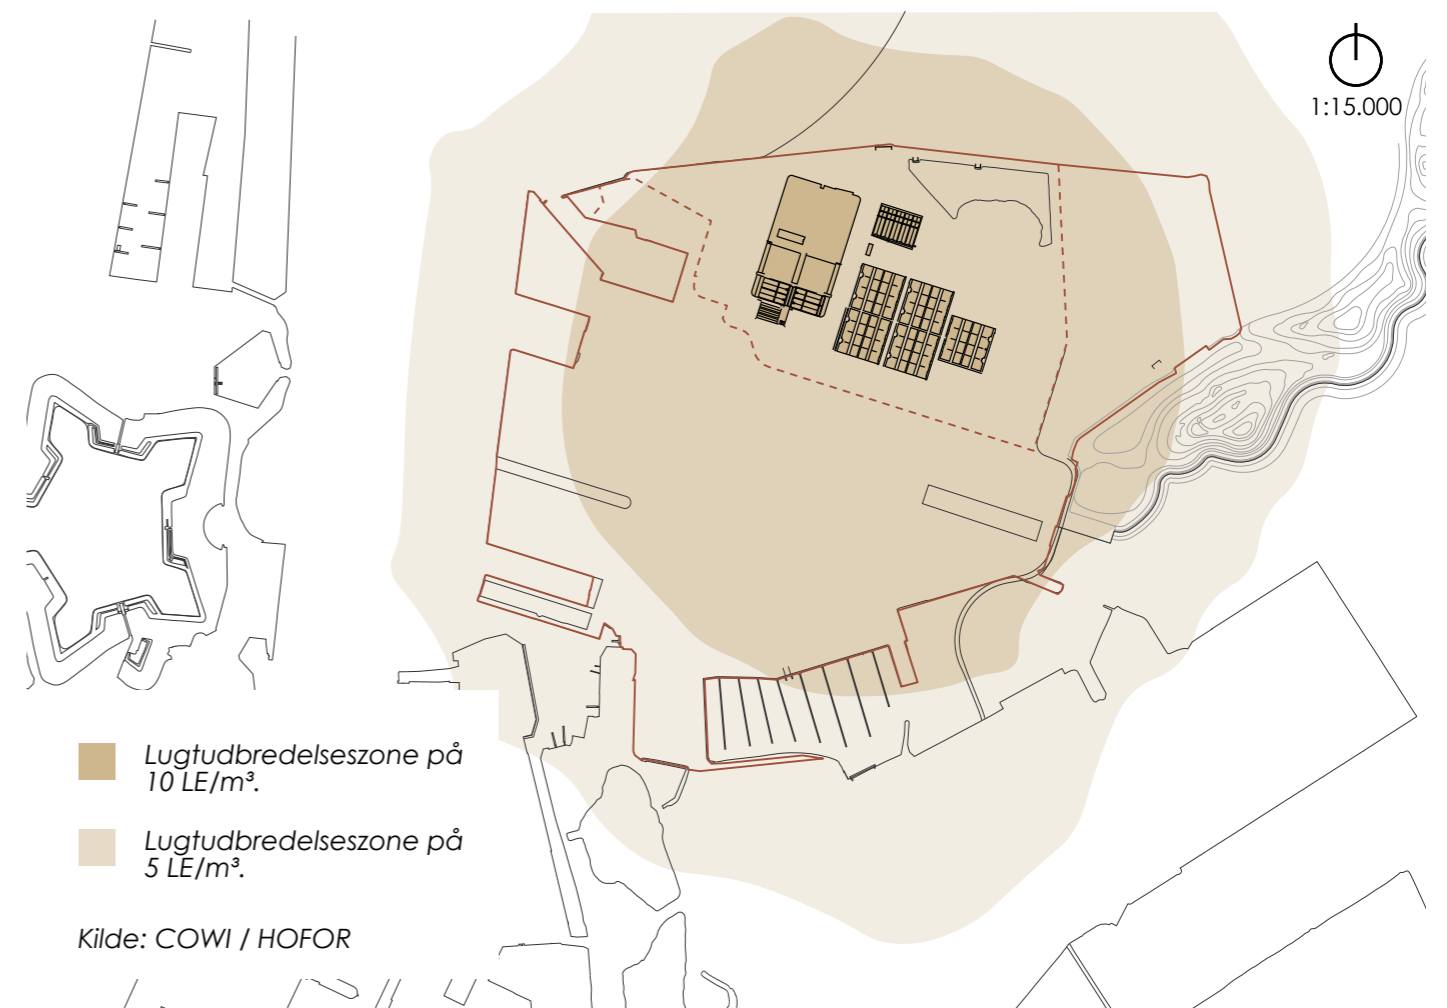 1:15.000
Lugtudbredelseszone på
10 LE/m³.
Lugtudbredelseszone på
5 LE/m³.
Kilde: COWI / HOFOR